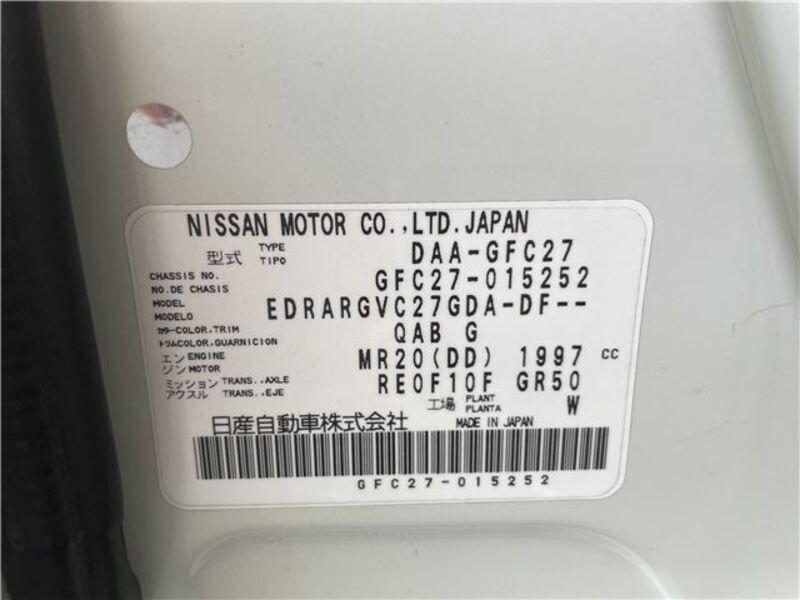 NISSAN MOTOR CO.,LTD.JAPAN
型式 TYPE TIPO DAA-GFC27
CHASSIS NO. NO.DE CHASIS GFC27-015252
MODEL MODELO EDRARGVC27GDA-DF--
カラー-COLOR,TRIM トリムCOLOR,GUARNICION QAB G
エンジン ENGINE MOTOR MR20(DD) 1997 CC
ミッション TRANS..AXLE アクスル TRANS..EJE RE0F10F GR50
工場 PLANT PLANTA W
日産自動車株式会社 MADE IN JAPAN
GFC27-015252